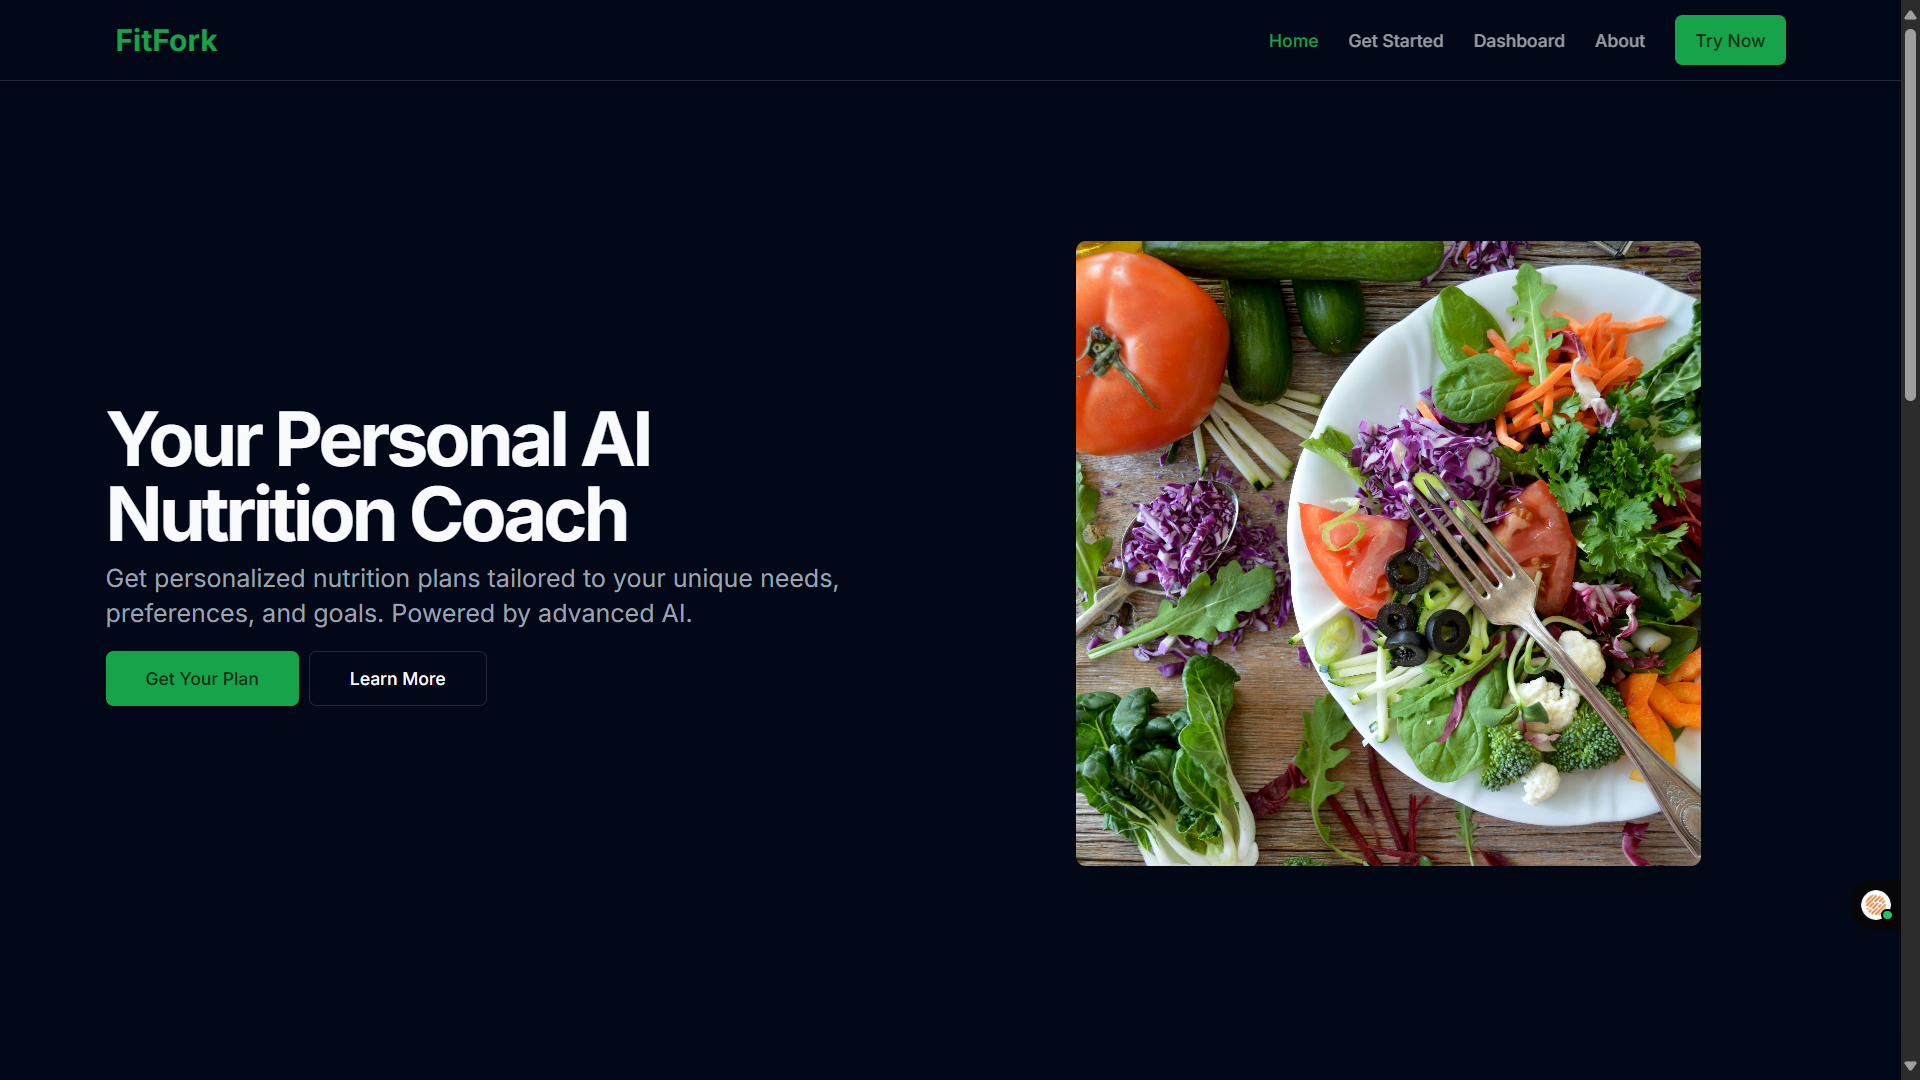 FitFork
Home
Get Started
Dashboard
About
Try Now
Your Personal AI
Nutrition Coach
Get personalized nutrition plans tailored to your unique needs,
preferences, and goals. Powered by advanced AI.
Get Your Plan
Learn More